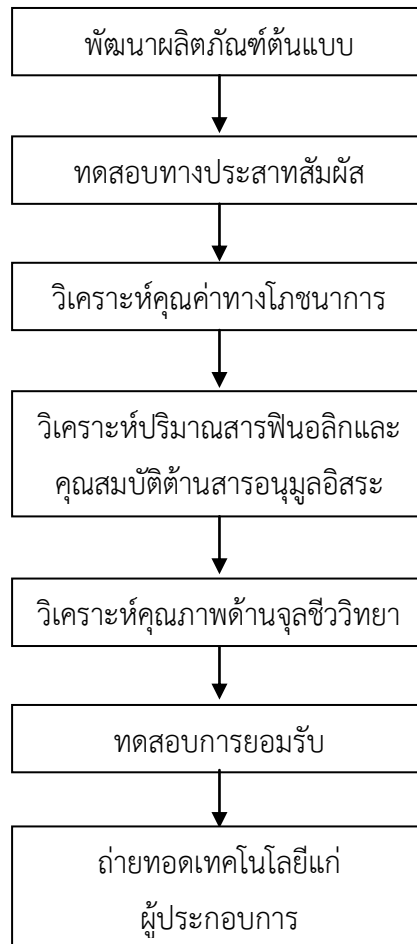 พัฒนาผลิตภัณฑ์ต้นแบบ
ทดสอบทางประสาทสัมผัส
วิเคราะห์คุณค่าทางโภชนาการ
วิเคราะห์ปริมาณสารฟินอลิกและ
คุณสมบัติต้านสารอนุมูลอิสระ
วิเคราะห์คุณภาพด้านจุลชีววิทยา
ทดสอบการยอมรับ
ถ่ายทอดเทคโนโลยีแก่
ผู้ประกอบการ